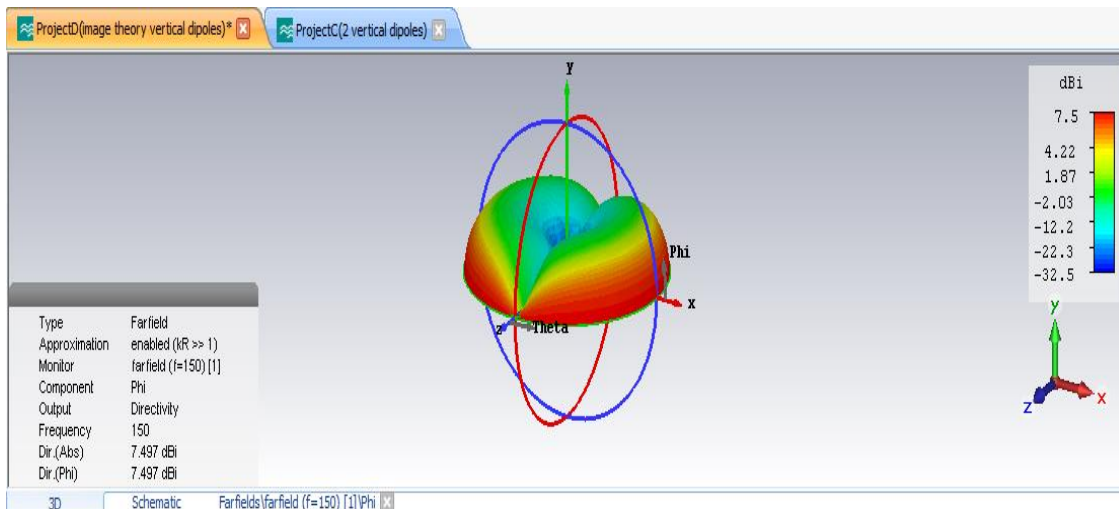 ProjectD(image theory vertical dipoles)* ProjectC(2 vertical dipoles)
y
dBi
7.5
4.22
1.87
-2.03
-12.2
-22.3
-32.5
Phi
x
z Theta
y
z x
Type Farfield
Approximation enabled (kR >> 1)
Monitor farfield (f=150) [1]
Component Phi
Output Directivity
Frequency 150
Dir.(Abs) 7.497 dBi
Dir.(Phi) 7.497 dBi
3D Schematic Farfields\farfield (f=150) [1]\Phi